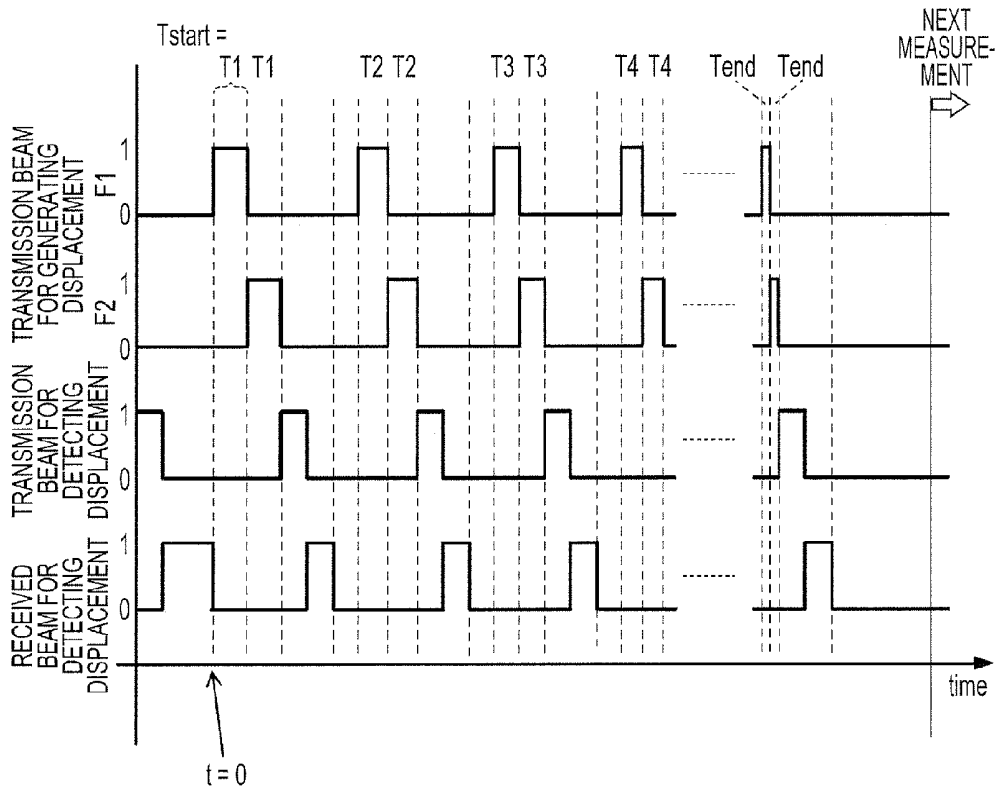 NEXT
MEASURE-
MENT
Tstart =
T1 T1
T2 T2
T3 T3
T4 T4
Tend
Tend
TRANSMISSION BEAM
FOR GENERATING
DISPLACEMENT
F1
1
0
F2
1
0
TRANSMISSION
BEAM FOR
DETECTING
DISPLACEMENT
1
0
RECEIVED
BEAM FOR
DETECTING
DISPLACEMENT
1
0
time
t = 0